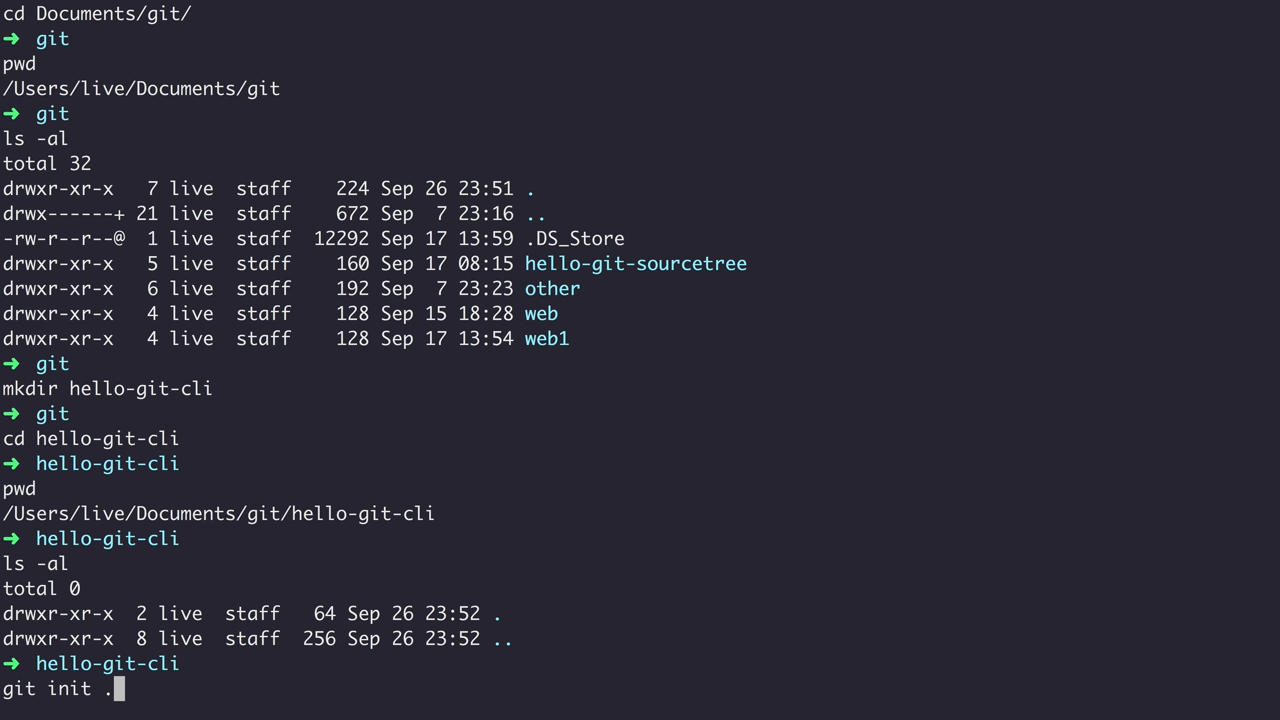 cd Documents/git/
➜  git
pwd
/Users/live/Documents/git
➜  git
ls -al
total 32
drwxr-xr-x   7 live  staff    224 Sep 26 23:51 .
drwx------+ 21 live  staff    672 Sep  7 23:16 ..
-rw-r--r--@  1 live  staff  12292 Sep 17 13:59 .DS_Store
drwxr-xr-x   5 live  staff    160 Sep 17 08:15 hello-git-sourcetree
drwxr-xr-x   6 live  staff    192 Sep  7 23:23 other
drwxr-xr-x   4 live  staff    128 Sep 15 18:28 web
drwxr-xr-x   4 live  staff    128 Sep 17 13:54 web1
➜  git
mkdir hello-git-cli
➜  git
cd hello-git-cli
➜  hello-git-cli
pwd
/Users/live/Documents/git/hello-git-cli
➜  hello-git-cli
ls -al
total 0
drwxr-xr-x  2 live  staff   64 Sep 26 23:52 .
drwxr-xr-x  8 live  staff  256 Sep 26 23:52 ..
➜  hello-git-cli
git init .